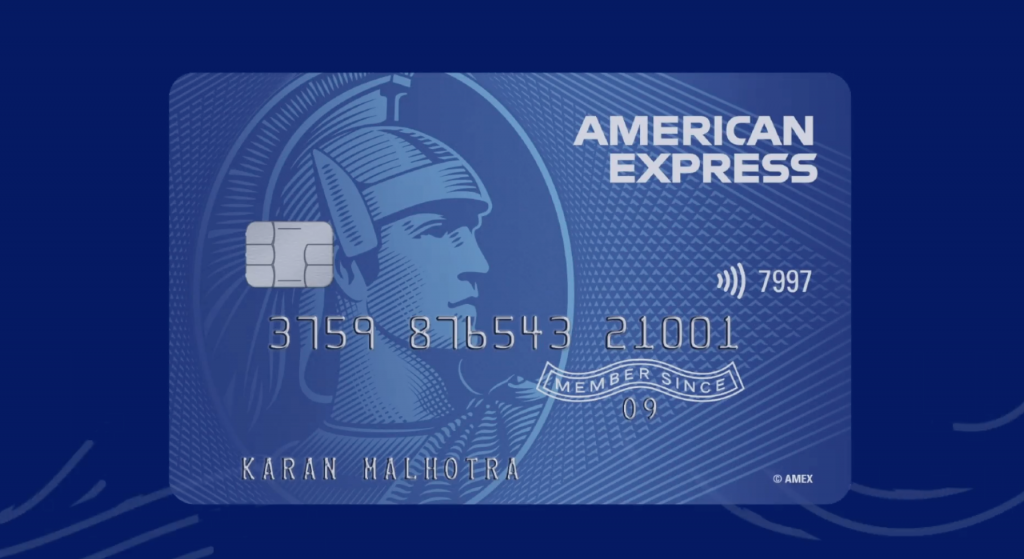 AMERICAN
EXPRESS
7997
3759 876543 21001
MEMBER SINCE
09
KARAN MALHOTRA
© AMEX